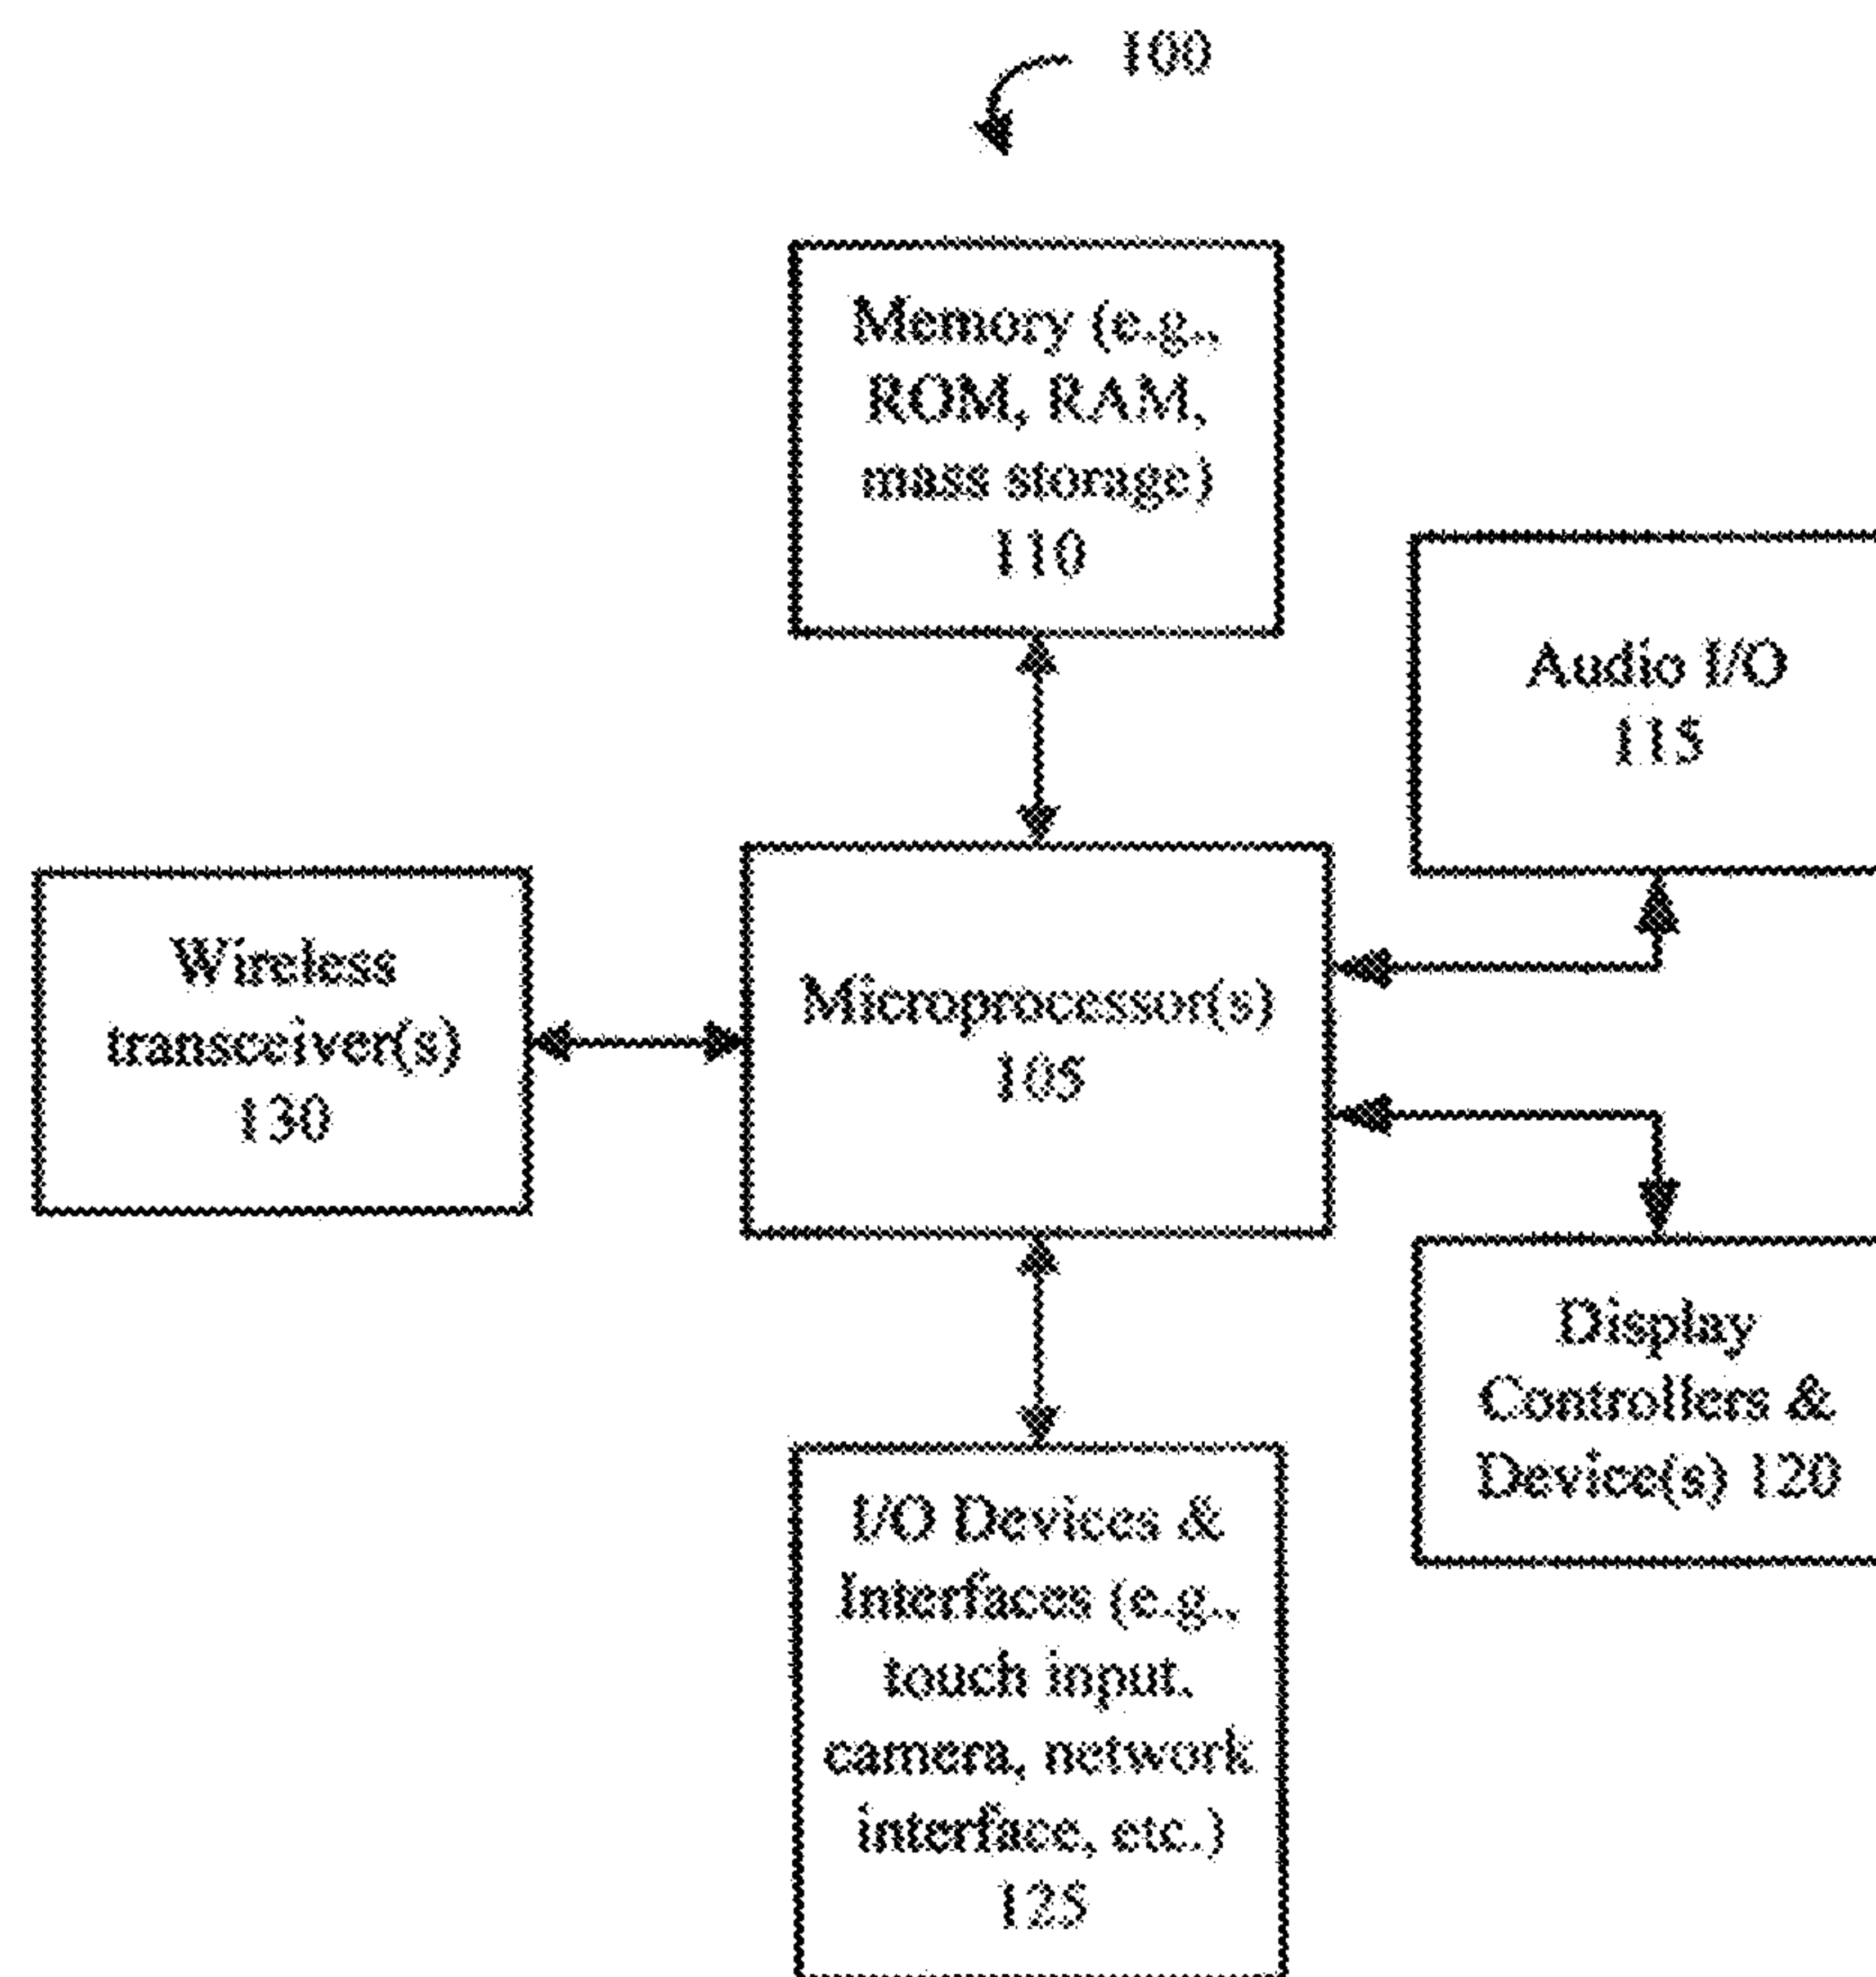 100
Memory (e.g.,
ROM, RAM,
mass storage)
110
Audio I/O
115
Wireless
transceiver(s)
130
Microprocessor(s)
105
Display
Controllers &
Device(s) 120
I/O Devices &
Interfaces (e.g.,
touch input,
camera, network
interface, etc.)
125